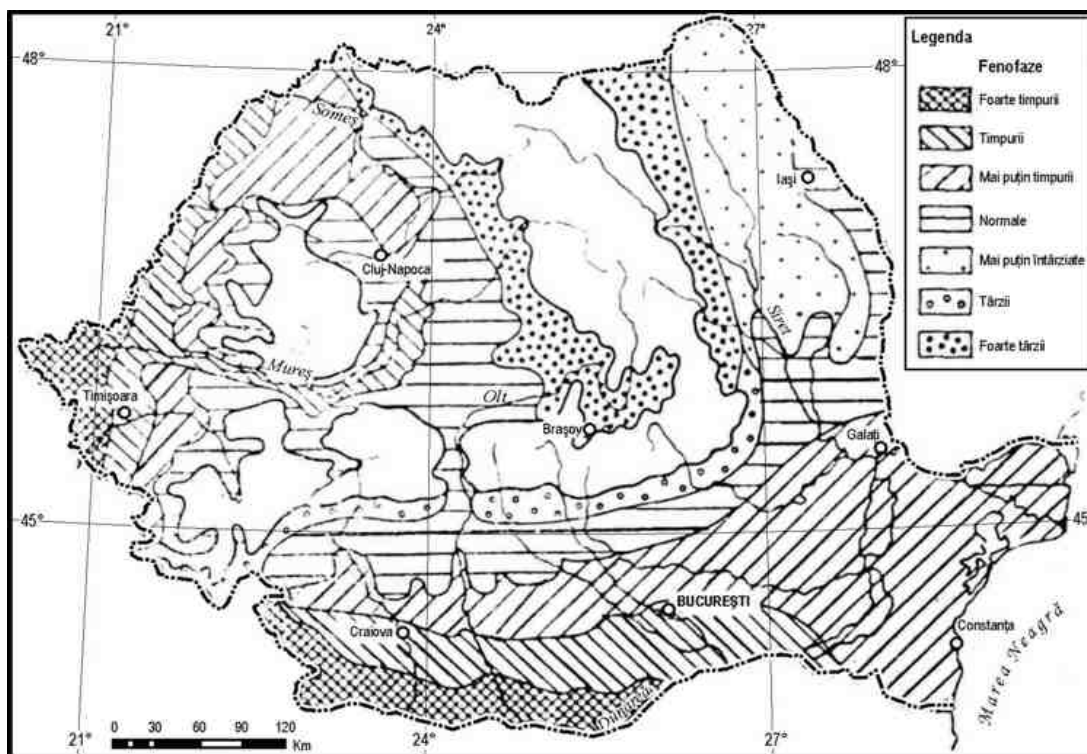 21°
24°
27°
48°
48°
Legenda
Fenofaze
Foarte timpurii
Timpurii
Mai puțin timpurii
Normale
Mai puțin întârziate
Târzii
Foarte târzii
Someș
Iași
Cluj-Napoca
Siret
Mureș
Timișoara
Olt
Brașov
Galați
45°
45
BUCUREȘTI
Craiova
Constanța
Marea Neagră
Dunărea
0 30 60 90 120
Km
21°
24°
27°